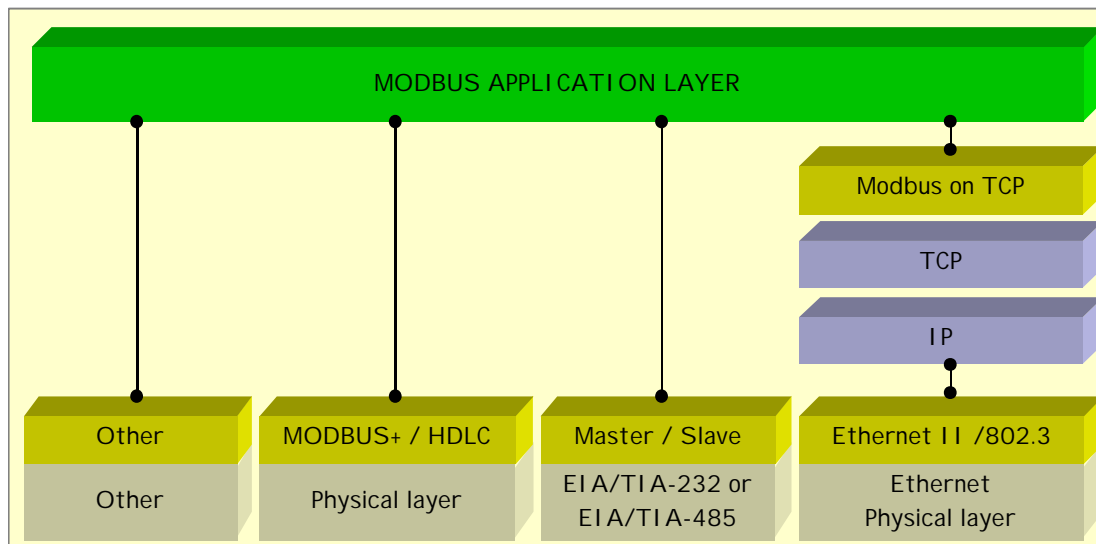 MODBUS APPLICATION LAYER
Modbus on TCP
TCP
IP
Other
MODBUS+ / HDLC
Master / Slave
Ethernet II /802.3
Other
Physical layer
EIA/TIA-232 or
EIA/TIA-485
Ethernet
Physical layer